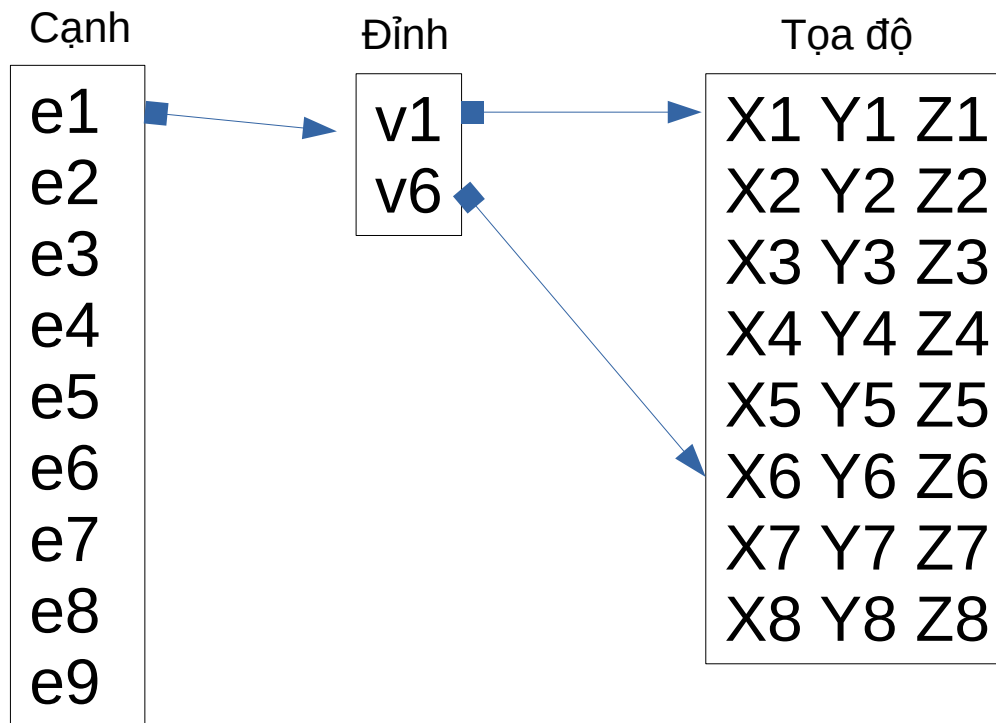 Cạnh
e1
e2
e3
e4
e5
e6
e7
e8
e9
Đỉnh
v1
v6
Tọa độ
X1 Y1 Z1
X2 Y2 Z2
X3 Y3 Z3
X4 Y4 Z4
X5 Y5 Z5
X6 Y6 Z6
X7 Y7 Z7
X8 Y8 Z8